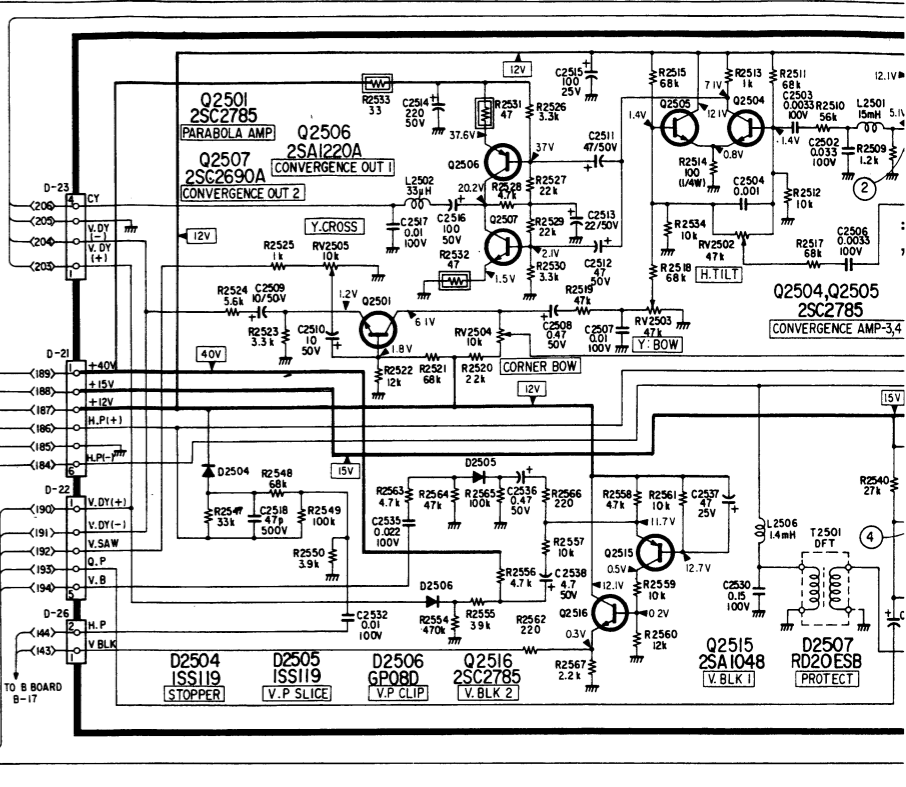 Q2501
2SC2785
PARABOLA AMP
Q2507
2SC2690A
CONVERGENCE OUT 2
Q2506
2SA1220A
CONVERGENCE OUT 1
R2533
33
C2514
220
50V
R2531
47
12V
R2526
3.3k
C2515
100
25V
37.6V
Q2506
37V
C2511
47/50V
R2527
22k
20.2V
R2528
4.7k
L2502
33μH
C2516
100
50V
C2517
0.01
100V
Q2507
R2529
22k
C2513
22/50V
2.1V
C2512
47
50V
R2532
47
1.5V
R2530
3.3k
R2515
68k
1.4V
Q2505
7.1V
R2513
1k
R2511
68k
12.1V
Q2504
C2503
0.0033
100V
R2510
56k
L2501
15mH
12.1V
5.1V
1.4V
0.8V
R2514
100
(1/4W)
C2502
0.033
100V
R2509
1.2k
2
C2504
0.001
R2512
10k
R2534
10k
RV2502
47k
H.TILT
R2517
68k
C2506
0.0033
100V
R2518
68k
Q2504,Q2505
2SC2785
CONVERGENCE AMP-3,4
D-23
4
CY
(206)
(205)
V.DY
(-)
(204)
V.DY
(+)
(203)
1
12V
Y.CROSS
R2525
1k
RV2505
10k
R2524
5.6k
C2509
10/50V
1.2V
Q2501
6.1V
R2523
3.3k
C2510
10
50V
1.8V
R2522
12k
R2521
68k
R2520
22k
RV2504
10k
CORNER BOW
C2508
0.47
50V
R2519
47k
C2507
0.01
100V
RV2503
47k
Y: BOW
D-21
1
+40V
40V
(189)
+15V
(188)
+12V
(187)
H.P(+)
(186)
(185)
H.P(-)
(184)
6
12V
15V
15V
D2504
R2548
68k
R2547
33k
C2518
47p
500V
R2549
100k
R2550
3.9k
R2563
4.7k
R2564
47k
D2505
R2565
100k
C2536
0.47
50V
R2566
220
C2535
0.022
100V
R2557
10k
R2556
4.7k
C2538
4.7
50V
R2558
4.7k
R2561
10k
C2537
47
25V
11.7V
Q2515
0.5V
12.7V
12.1V
R2559
10k
Q2516
0.2V
R2560
12k
0.3V
R2567
2.2k
L2506
1.4mH
C2530
0.15
100V
T2501
DFT
R2540
27k
4
D-22
1
V.DY(+)
(190)
V.DY(-)
(191)
V.SAW
(192)
Q.P
(193)
V.B
(194)
5
D-26
2
H.P
(144)
V BLK
(143)
1
TO B BOARD
B-17
C2532
0.01
100V
D2506
R2554
470k
R2555
39k
R2562
220
D2504
ISS119
STOPPER
D2505
ISS119
V.P SLICE
D2506
GP08D
V.P CLIP
Q2516
2SC2785
V.BLK 2
Q2515
2SA1048
V.BLK 1
D2507
RD20ESB
PROTECT